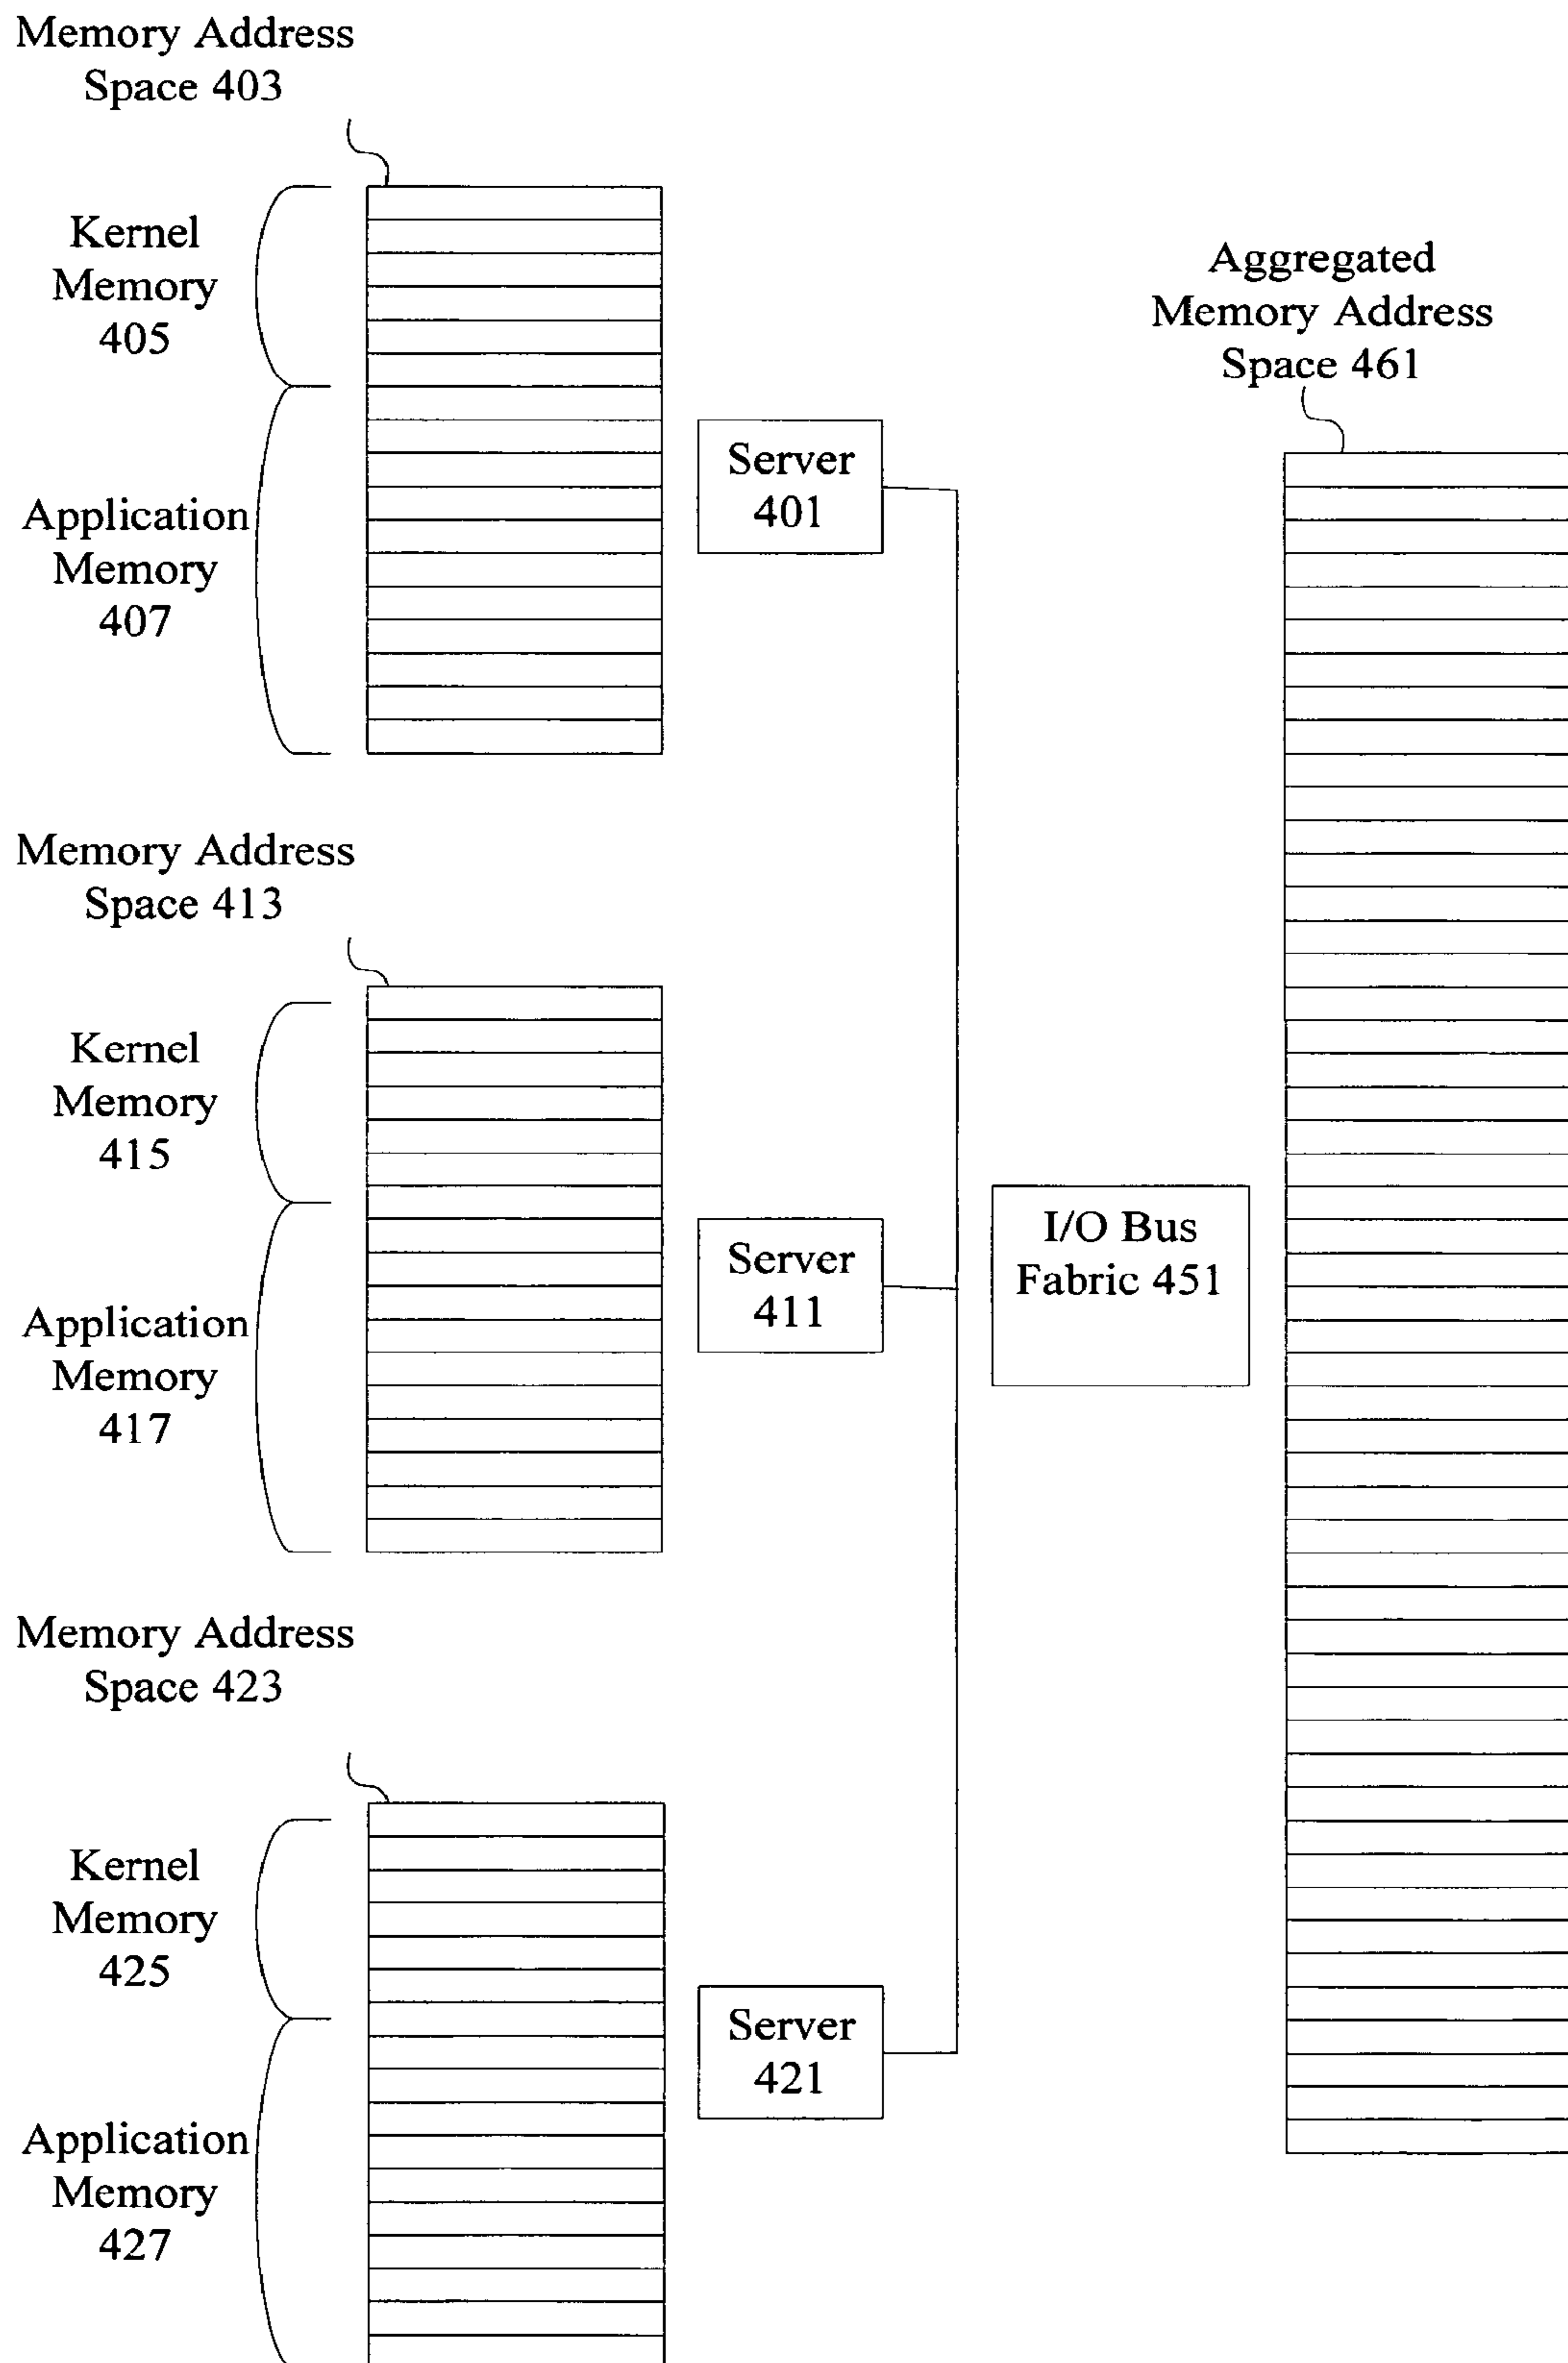 Memory Address
Space 403
Kernel
Memory
405
Application
Memory
407
Server
401
Aggregated
Memory Address
Space 461
Memory Address
Space 413
Kernel
Memory
415
Application
Memory
417
Server
411
I/O Bus
Fabric 451
Memory Address
Space 423
Kernel
Memory
425
Application
Memory
427
Server
421